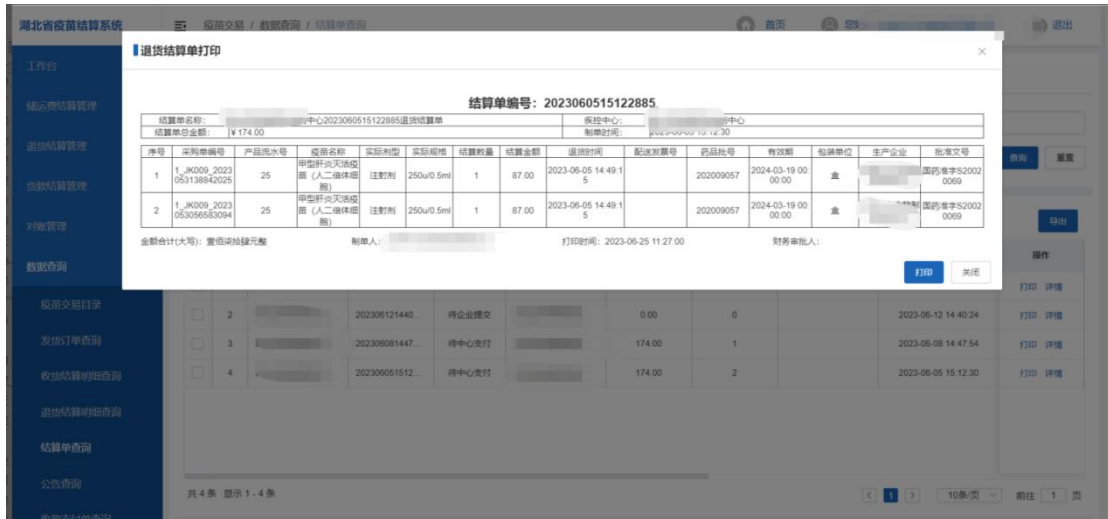 湖北省疫苗结算系统
疫苗交易 / 数据查询 / 结算单查询
首页
退出
工作台
储运费结算管理
退货结算管理
货款结算管理
对账管理
数据查询
疫苗交易目录
发货订单查询
收货结算明细查询
退货结算明细查询
结算单查询
公告查询
退货结算单打印
结算单编号: 2023060515122885
结算单名称: 中心2023060515122885退货结算单 疾控中心: 中心
结算单总金额: ¥174.00 制单时间: 2023-06-05 15:12:30
序号 采购单编号 产品流水号 疫苗名称 实际剂型 实际规格 结算数量 结算金额 退货时间 配送发票号 药品批号 有效期 包装单位 生产企业 批准文号
1 1_JK009_2023053138842025 25 甲型肝炎灭活疫苗（人二倍体细胞） 注射剂 250u/0.5ml 1 87.00 2023-06-05 14:49:15 202009057 2024-03-19 00:00:00 盒 国药准字S20020069
2 1_JK009_2023053056583094 25 甲型肝炎灭活疫苗（人二倍体细胞） 注射剂 250u/0.5ml 1 87.00 2023-06-05 14:49:15 202009057 2024-03-19 00:00:00 盒 国药准字S20020069
金额合计(大写): 壹佰柒拾肆元整 制单人: 打印时间: 2023-06-25 11:27:00 财务审批人:
打印 关闭
查询 重置
导出
操作
打印 详情
2 202306121440... 待企业提交 0.00 0 2023-06-12 14:40:24 打印 详情
3 202306081447... 待中心支付 174.00 1 2023-06-08 14:47:54 打印 详情
4 202306051512... 待中心支付 174.00 2 2023-06-05 15:12:30 打印 详情
共 4 条 显示 1 - 4 条
1 10条/页 前往 1 页